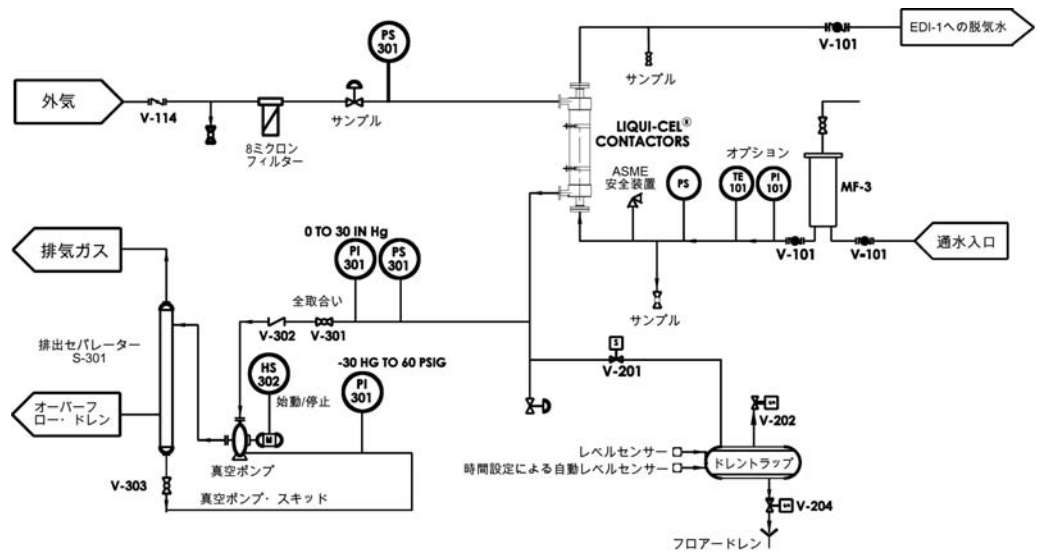 PS
301
EDI-1への脱気水
V-101
サンプル
外気
V-114
8ミクロン
フィルター
サンプル
LIQUI-CEL®
CONTACTORS
オプション
ASME
安全装置
PS
TE
101
PI
101
MF-3
V-101
V-101
通水入口
サンプル
排気ガス
0 TO 30 IN Hg
PI
301
PS
301
全取合い
V-302
V-301
排出セパレーター
S-301
-30 HG TO 60 PSIG
HS
302
PI
301
始動/停止
M
オーバーフ
ロー・ドレン
真空ポンプ
V-303
真空ポンプ・スキッド
S
V-201
S
V-202
レベルセンサー
時間設定による自動レベルセンサー
ドレントラップ
S
V-204
フロアードレン